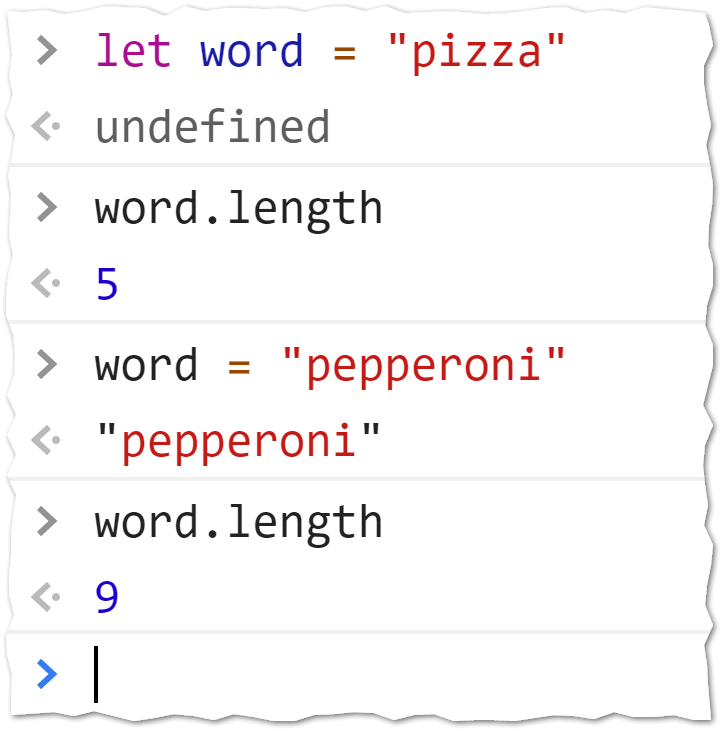 let word = "pizza"
undefined
word.length
5
word = "pepperoni"
"pepperoni"
word.length
9